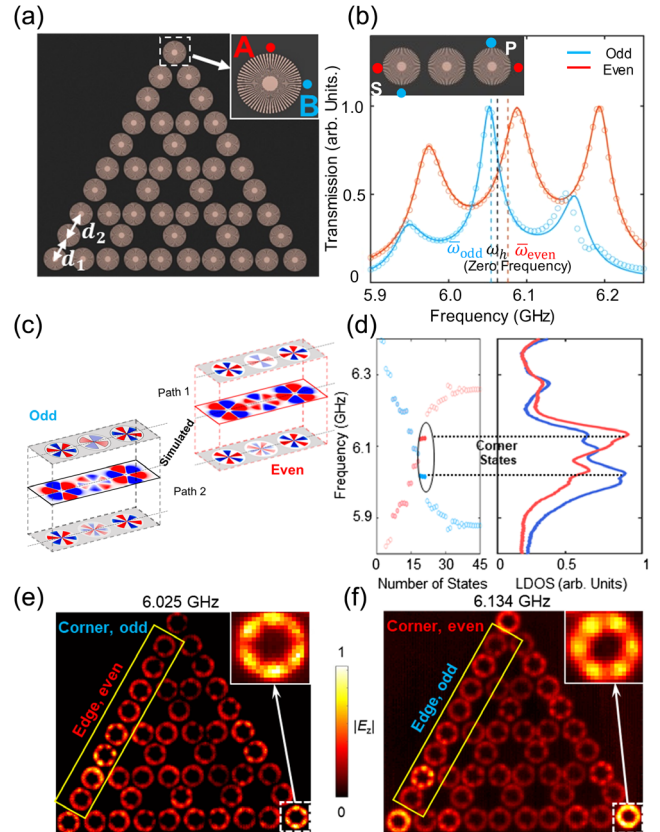 (a)
A
B
d₂
d₁
(b)
Transmission (arb. Units.)
1.0
0.5
0
S
P
Odd
Even
ω̅odd
ωh
ω̅even
(Zero Frequency)
5.9
6.0
6.1
6.2
Frequency (GHz)
(c)
Odd
Path 1
Simulated
Path 2
Even
(d)
Frequency (GHz)
6.3
6.1
5.9
0
15
30
45
Number of States
Corner
States
0.5
1
LDOS (arb. Units)
(e)
6.025 GHz
Corner, odd
Edge, even
1
|Ez|
0
(f)
6.134 GHz
Corner, even
Edge, odd